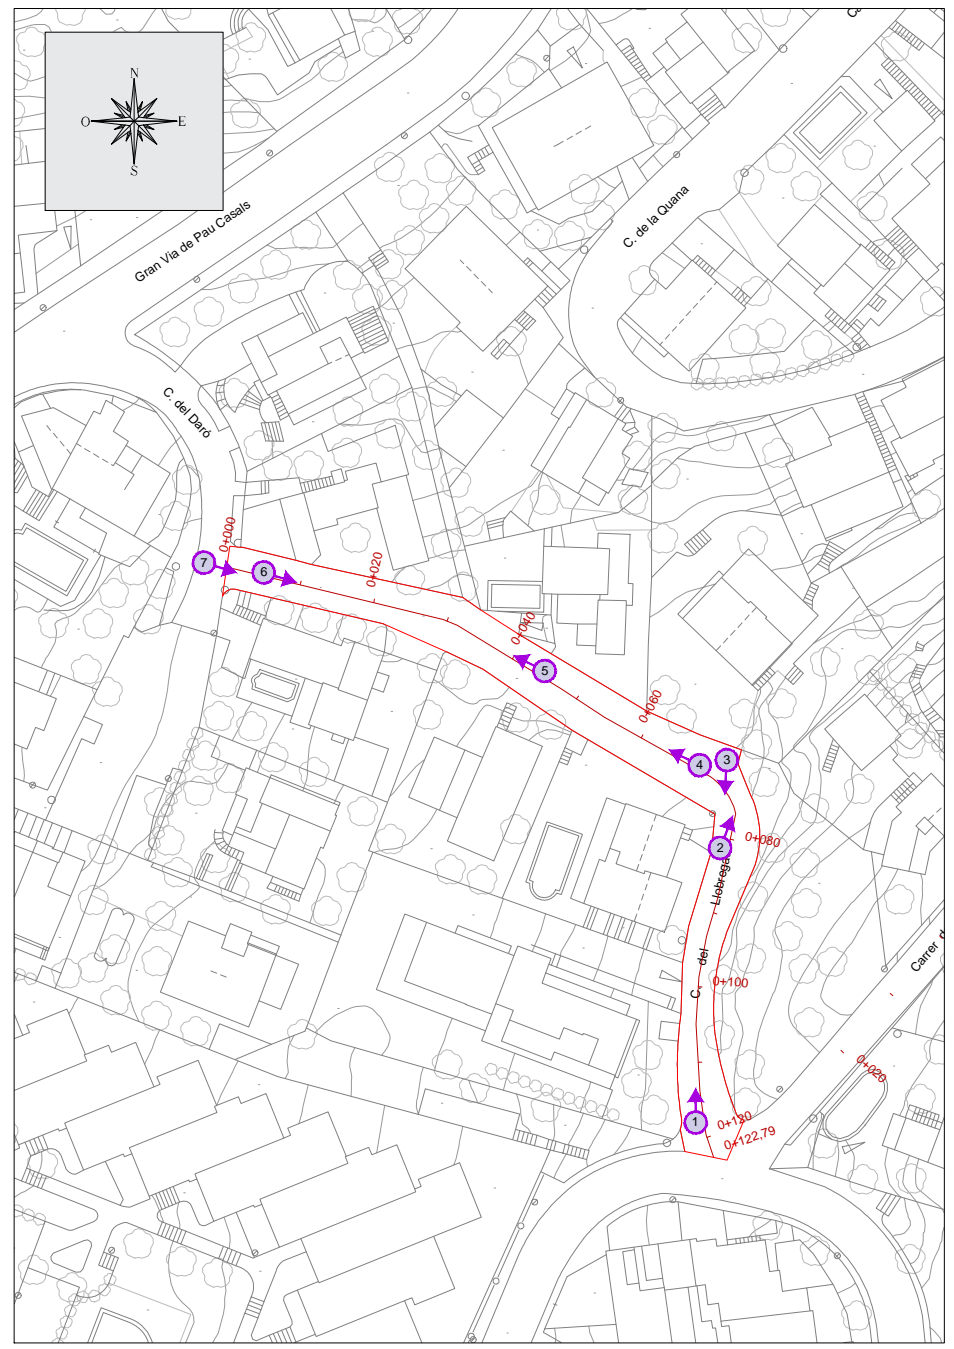 N
O
E
S
Gran Via de Pau Casals
C. de la Quana
C. del Daró
0+000
0+020
7
6
0+040
5
0+060
4
3
2
0+080
C. del Llobregat
0+100
Carrer
0+020
1
0+120
0+122,79